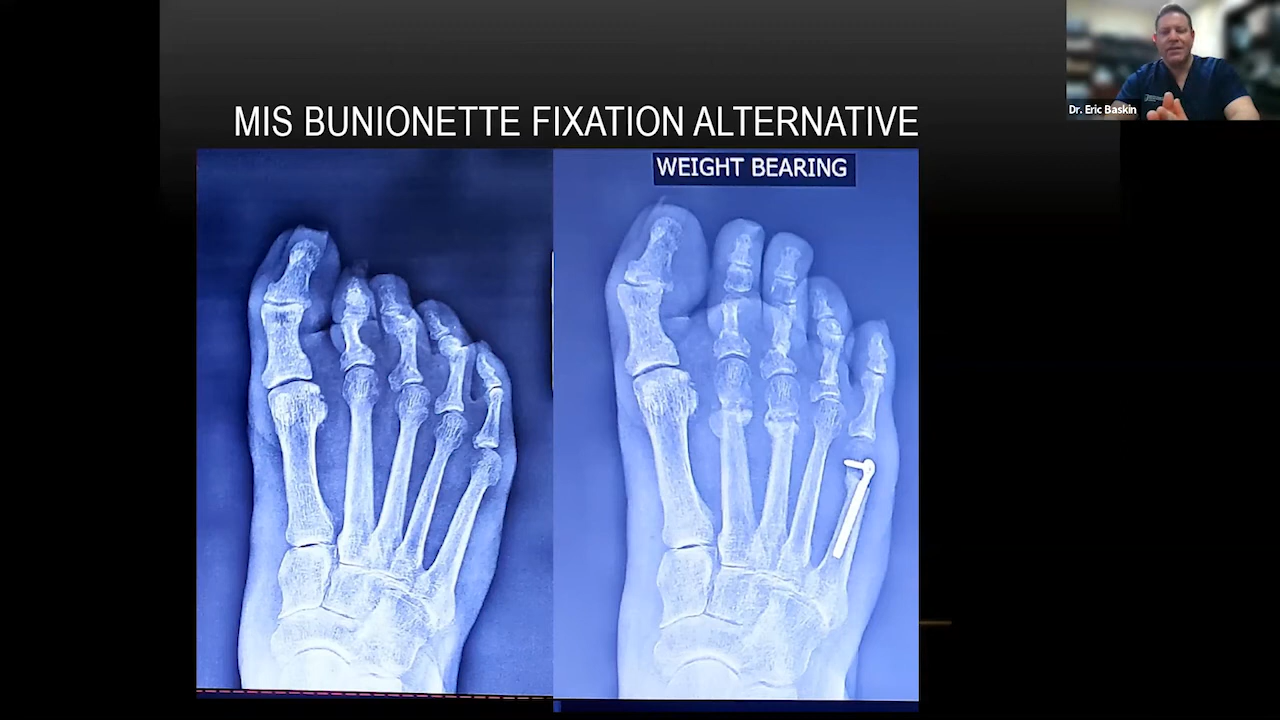 MIS BUNIONETTE FIXATION ALTERNATIVE
WEIGHT BEARING
Dr. Eric Baskin